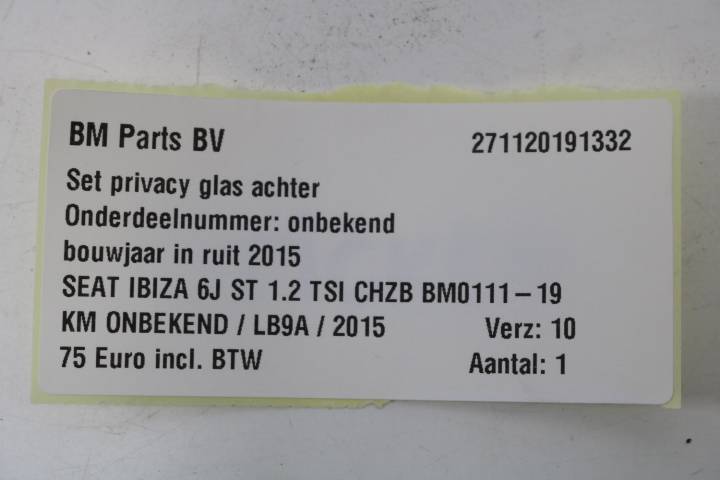 BM Parts BV 271120191332
Set privacy glas achter
Onderdeelnummer: onbekend
bouwjaar in ruit 2015
SEAT IBIZA 6J ST 1.2 TSI CHZB BM0111-19
KM ONBEKEND / LB9A / 2015 Verz: 10
75 Euro incl. BTW Aantal: 1